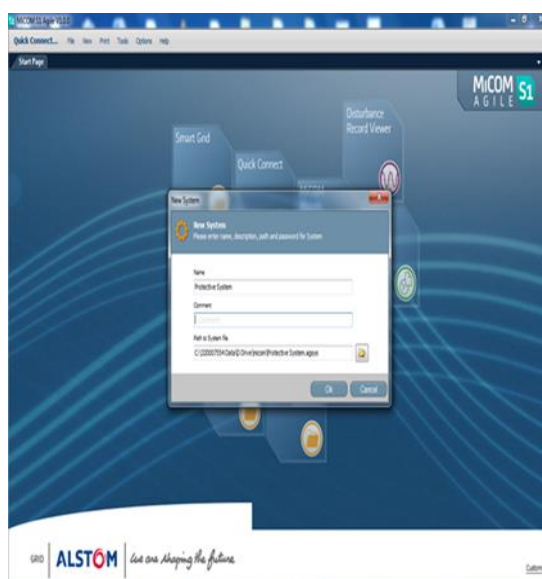 MiCOM S1 Agile V1.0.0
Quick Connect... File View Print Tools Options Help
Start Page
MiCOM S1
AGILE
Disturbance
Record Viewer
Smart Grid
Quick Connect
New System
New System
Please enter name, description, path and password for System
Name
Protective System
Comment
Path to System file
Ok Cancel
GRID ALSTOM we are shaping the future